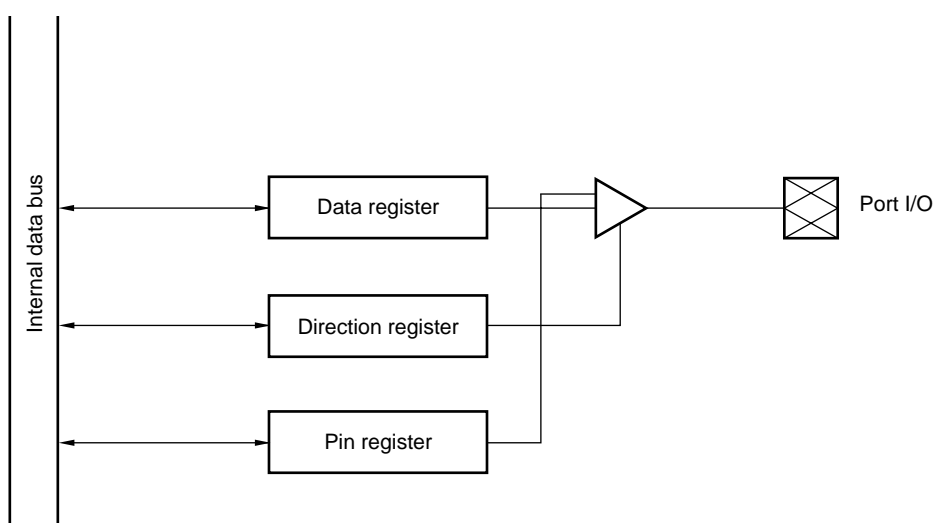 Internal data bus
Data register
Port I/O
Direction register
Pin register